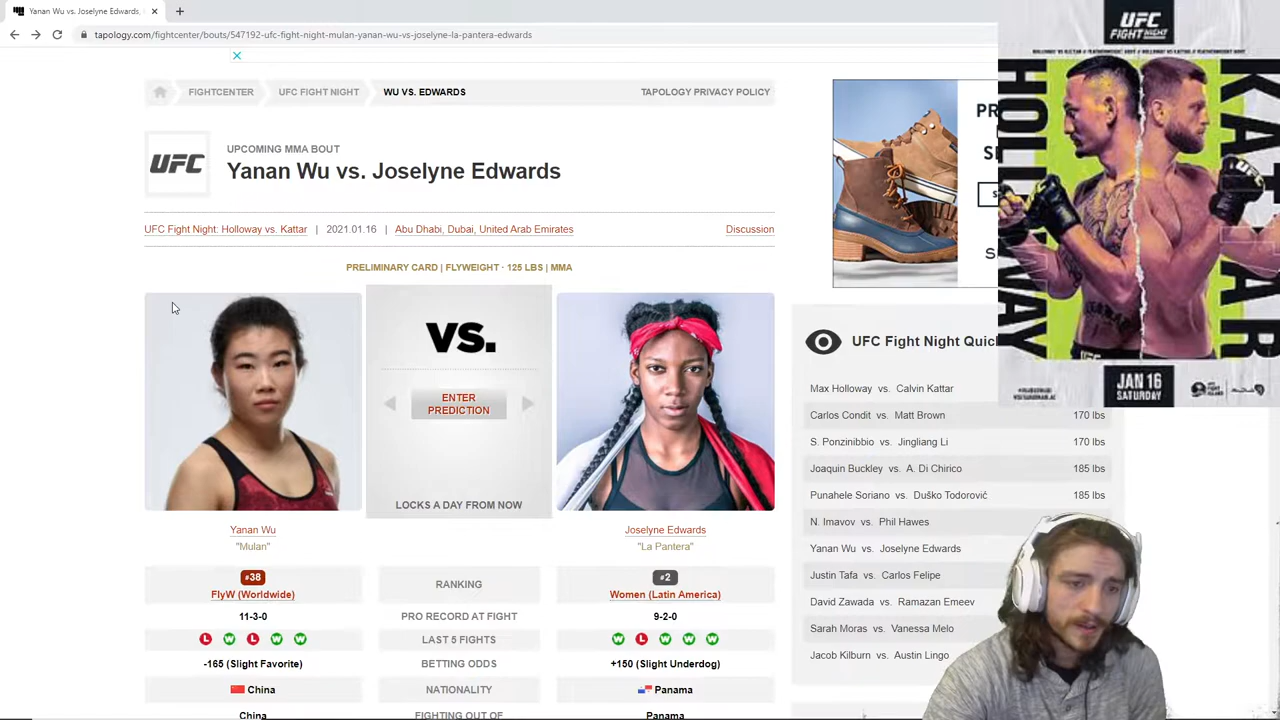 Yanan Wu vs. Joselyne Edwards,
tapology.com/fightcenter/bouts/547192-ufc-fight-night-mulan-yanan-wu-vs-jos
FIGHTCENTER
UFC FIGHT NIGHT
WU VS. EDWARDS
TAPOLOGY PRIVACY POLICY
UFC
UPCOMING MMA BOUT
Yanan Wu vs. Joselyne Edwards
UFC Fight Night: Holloway vs. Kattar | 2021.01.16 | Abu Dhabi, Dubai, United Arab Emirates
Discussion
PRELIMINARY CARD | FLYWEIGHT · 125 LBS | MMA
VS.
ENTER
PREDICTION
LOCKS A DAY FROM NOW
Yanan Wu
Joselyne Edwards
"Mulan"
"La Pantera"
#38
RANKING
#2
FlyW (Worldwide)
Women (Latin America)
11-3-0
PRO RECORD AT FIGHT
9-2-0
L W L W W
LAST 5 FIGHTS
W L W W W
-165 (Slight Favorite)
BETTING ODDS
+150 (Slight Underdog)
China
NATIONALITY
Panama
China
FIGHTING OUT OF
Panama
PR
SE
S
SU
UFC Fight Night Quic
Max Holloway vs. Calvin Kattar
Carlos Condit vs. Matt Brown 170 lbs
S. Ponzinibbio vs. Jingliang Li 170 lbs
Joaquin Buckley vs. A. Di Chirico 185 lbs
Punahele Soriano vs. Duško Todorović 185 lbs
N. Imavov vs. Phil Hawes
Yanan Wu vs. Joselyne Edwards
Justin Tafa vs. Carlos Felipe
David Zawada vs. Ramazan Emeev
Sarah Moras vs. Vanessa Melo
Jacob Kilburn vs. Austin Lingo
UFC
FIGHT NIGHT
HOLLOWAY
KATTAR
UFC
JAN 16
SATURDAY